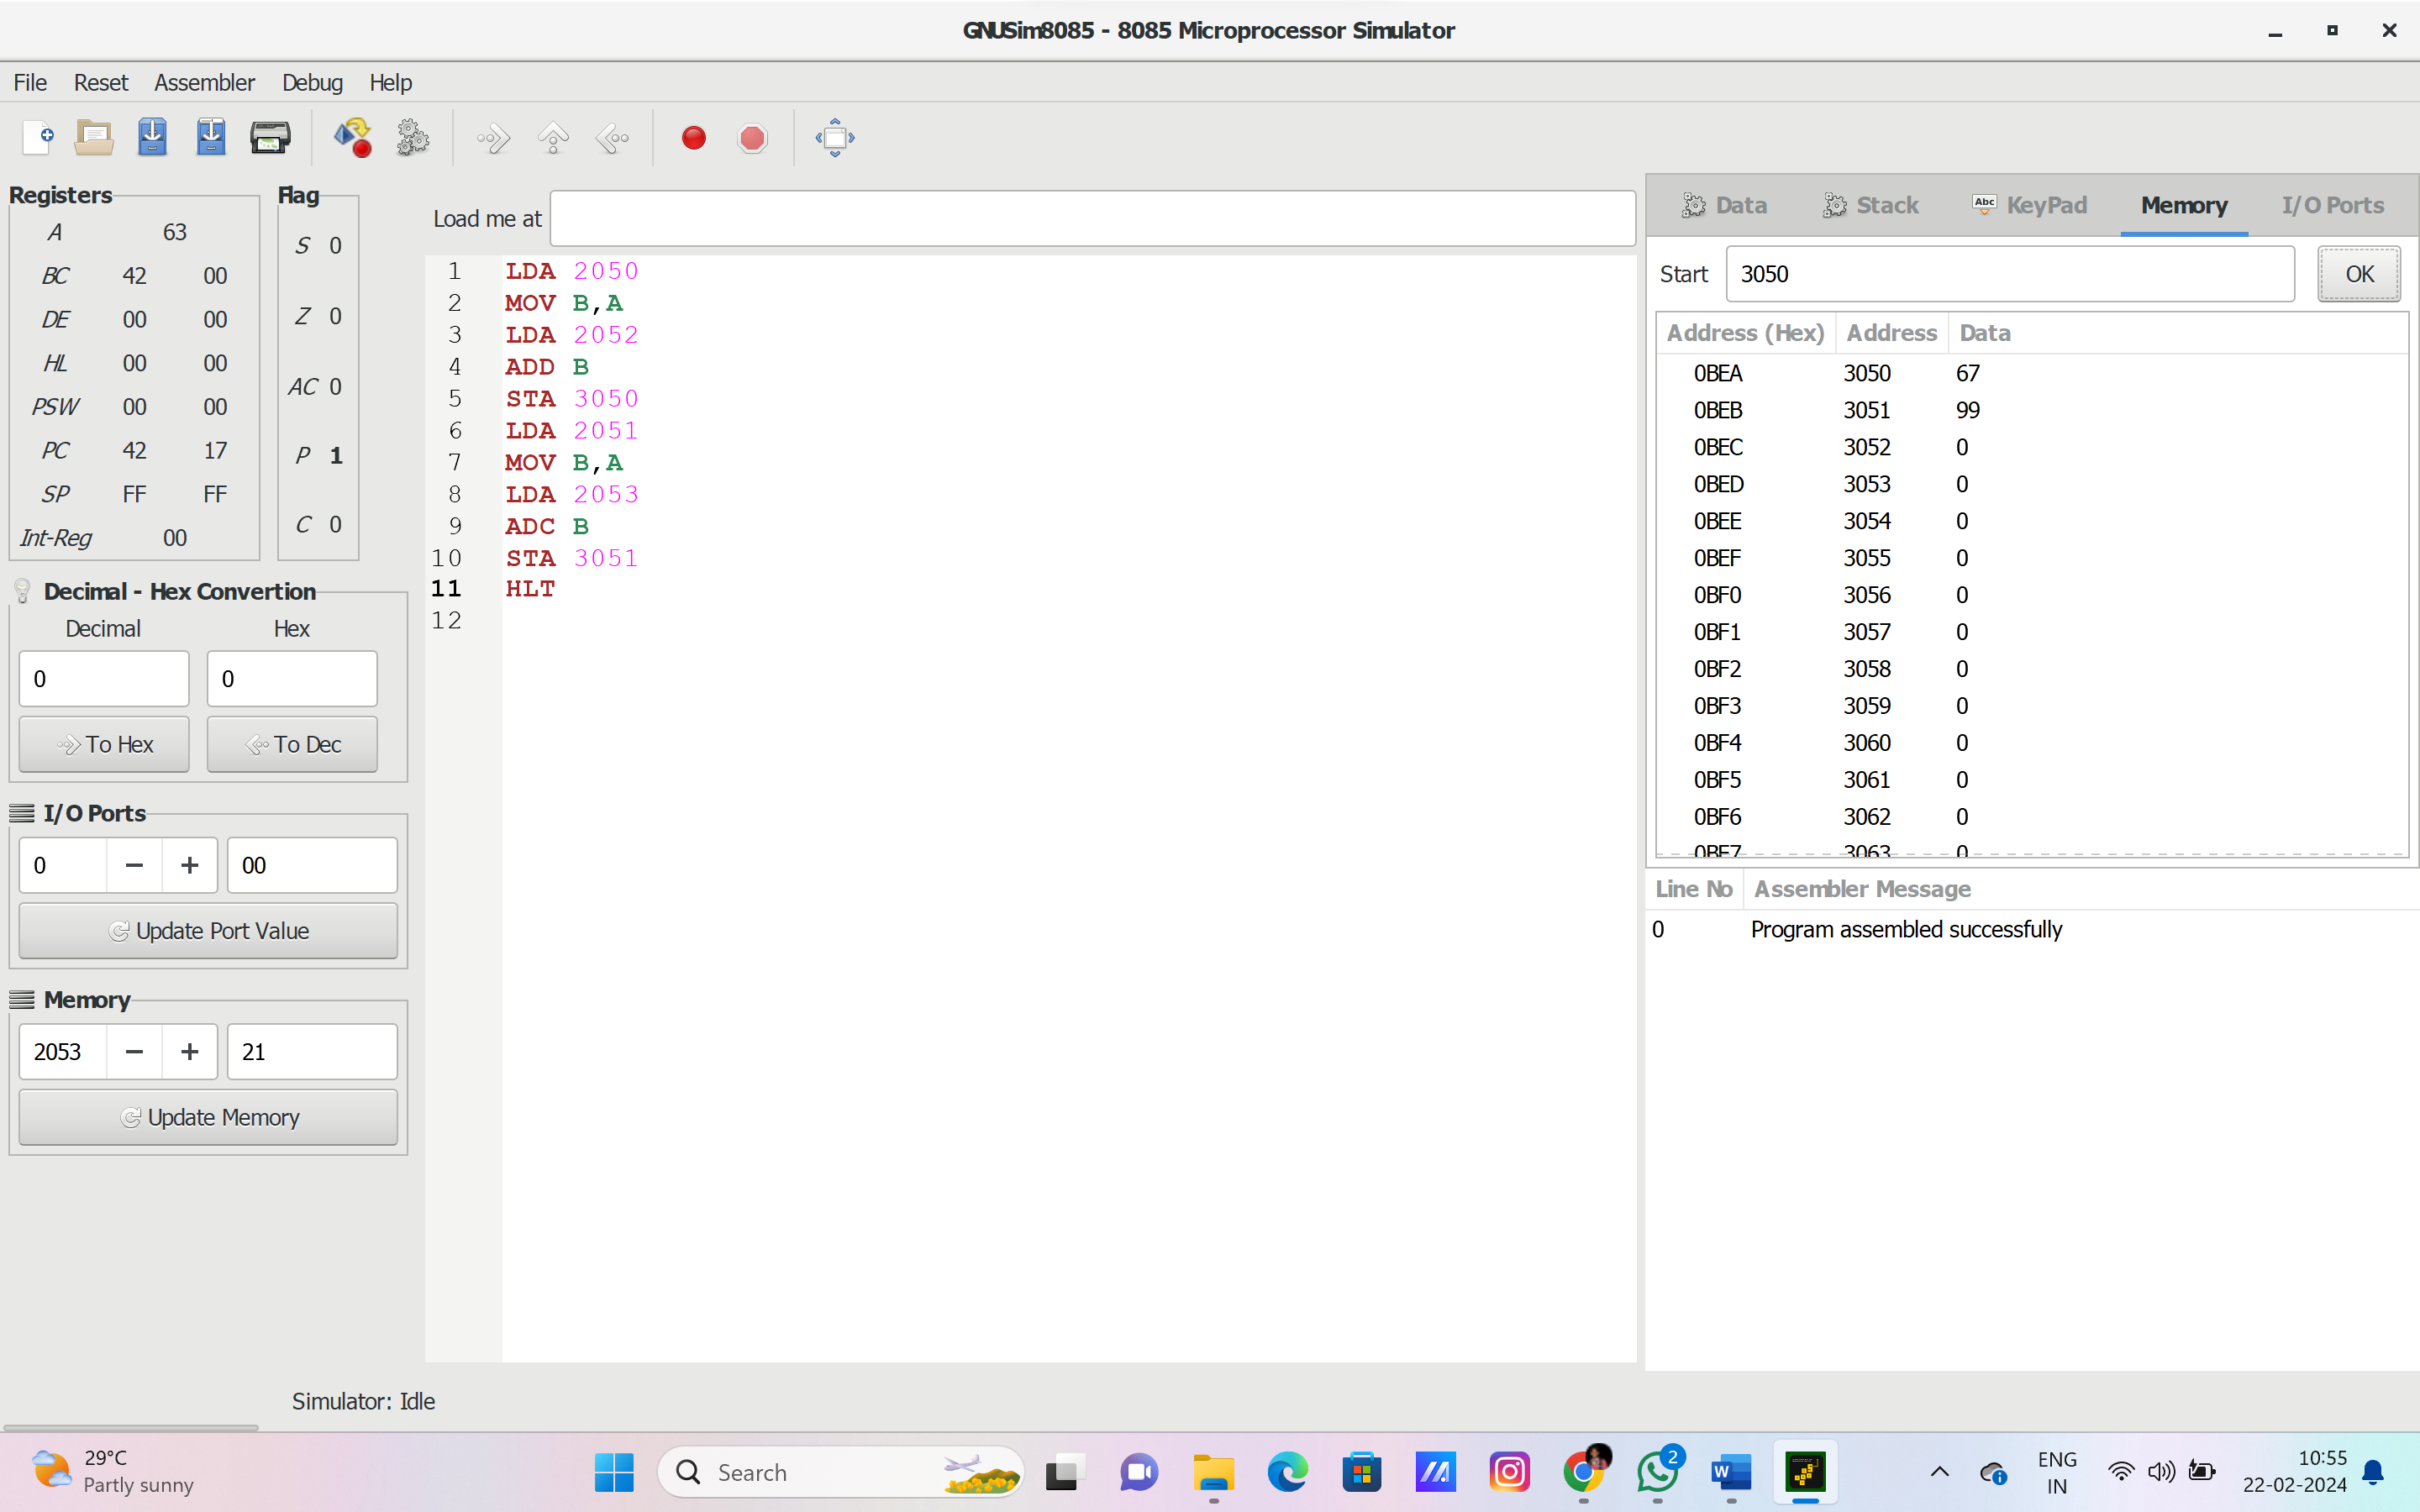 GNUSim8085 - 8085 Microprocessor Simulator
File Reset Assembler Debug Help
Registers
A 63
BC 42 00
DE 00 00
HL 00 00
PSW 00 00
PC 42 17
SP FF FF
Int-Reg 00
Flag
S 0
Z 0
AC 0
P 1
C 0
Decimal - Hex Convertion
Decimal Hex
0 0
To Hex To Dec
I/O Ports
0 − + 00
Update Port Value
Memory
2053 − + 21
Update Memory
Load me at
1 LDA 2050
2 MOV B,A
3 LDA 2052
4 ADD B
5 STA 3050
6 LDA 2051
7 MOV B,A
8 LDA 2053
9 ADC B
10 STA 3051
11 HLT
12
Data Stack Abc KeyPad Memory I/O Ports
Start 3050 OK
Address (Hex) Address Data
0BEA 3050 67
0BEB 3051 99
0BEC 3052 0
0BED 3053 0
0BEE 3054 0
0BEF 3055 0
0BF0 3056 0
0BF1 3057 0
0BF2 3058 0
0BF3 3059 0
0BF4 3060 0
0BF5 3061 0
0BF6 3062 0
0BF7 3063 0
Line No Assembler Message
0 Program assembled successfully
Simulator: Idle
29°C
Partly sunny
Search
2
W
ENG
IN
10:55
22-02-2024